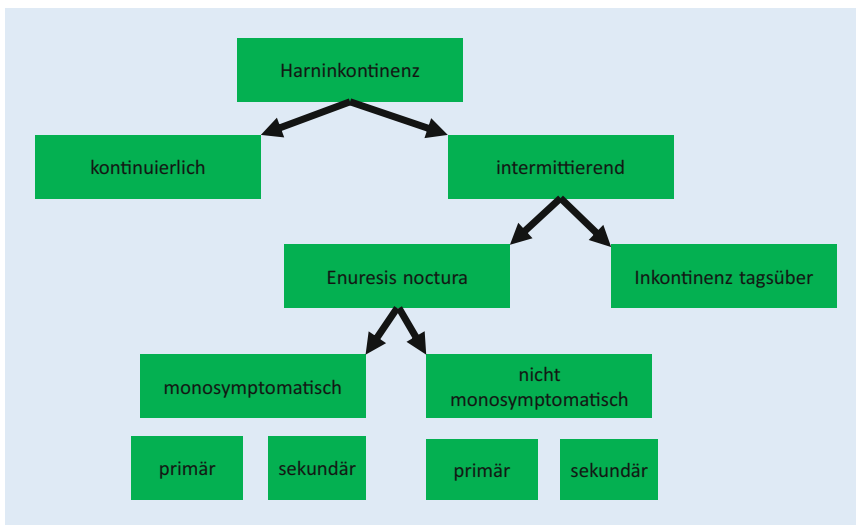 Harninkontinenz
kontinuierlich
intermittierend
Enuresis noctura
Inkontinenz tagsüber
monosymptomatisch
nicht
monosymptomatisch
primär
sekundär
primär
sekundär